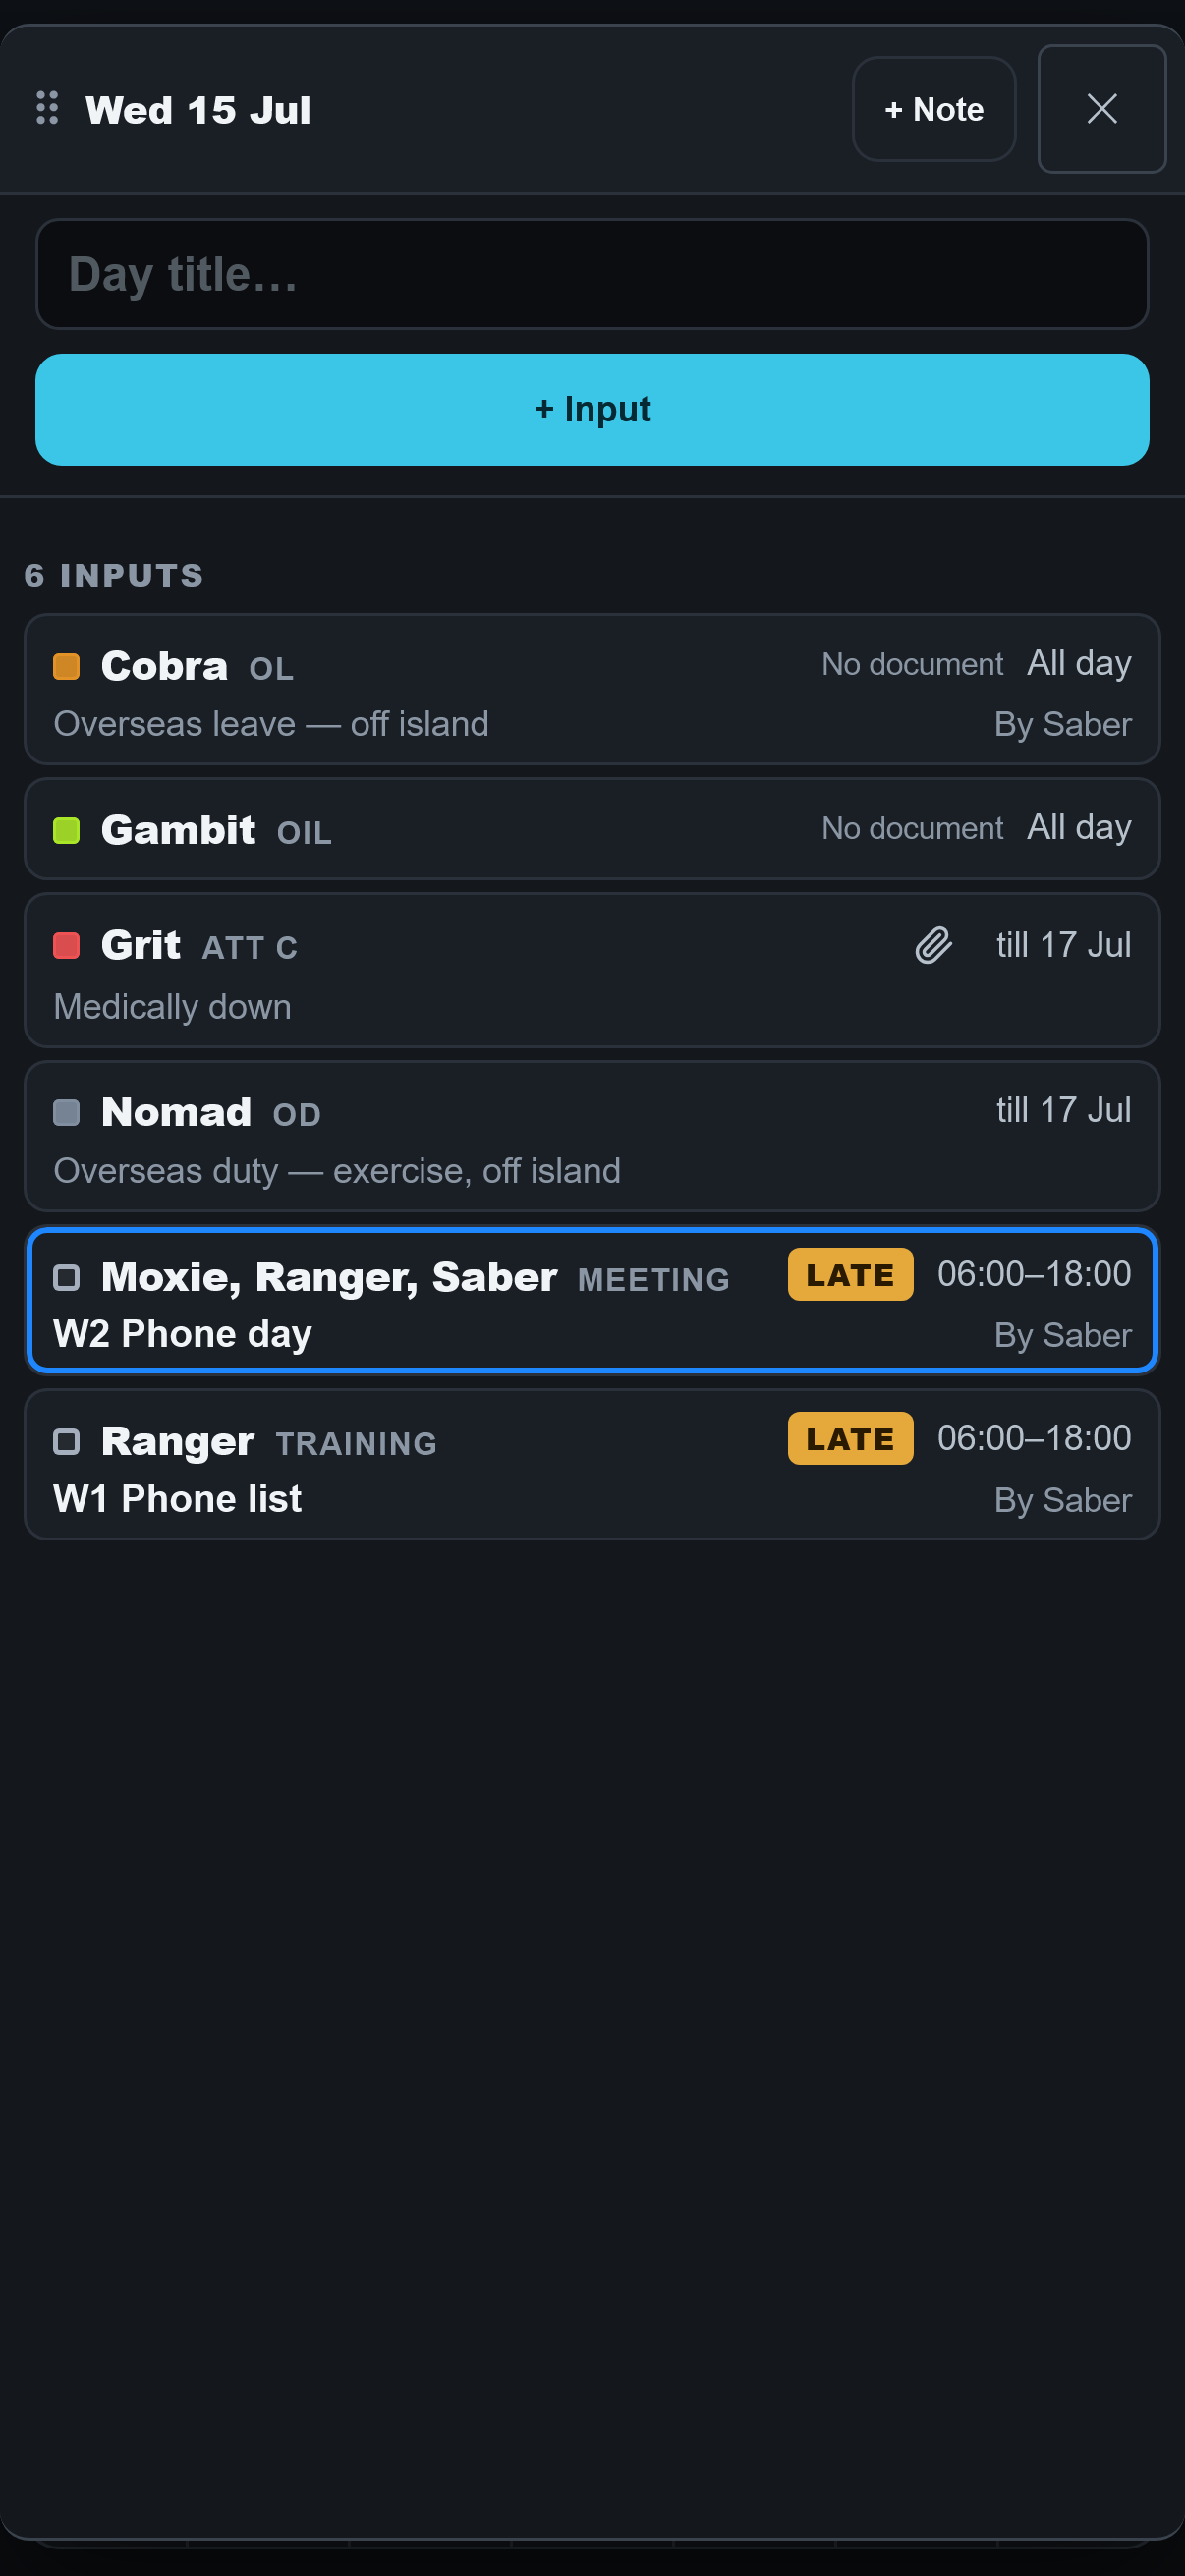 Wed 15 Jul
+ Note
Day title...
+ Input
6 INPUTS
Cobra OL No document All day
Overseas leave — off island By Saber
Gambit OIL No document All day
Grit ATT C till 17 Jul
Medically down
Nomad OD till 17 Jul
Overseas duty — exercise, off island
Moxie, Ranger, Saber MEETING LATE 06:00–18:00
W2 Phone day By Saber
Ranger TRAINING LATE 06:00–18:00
W1 Phone list By Saber